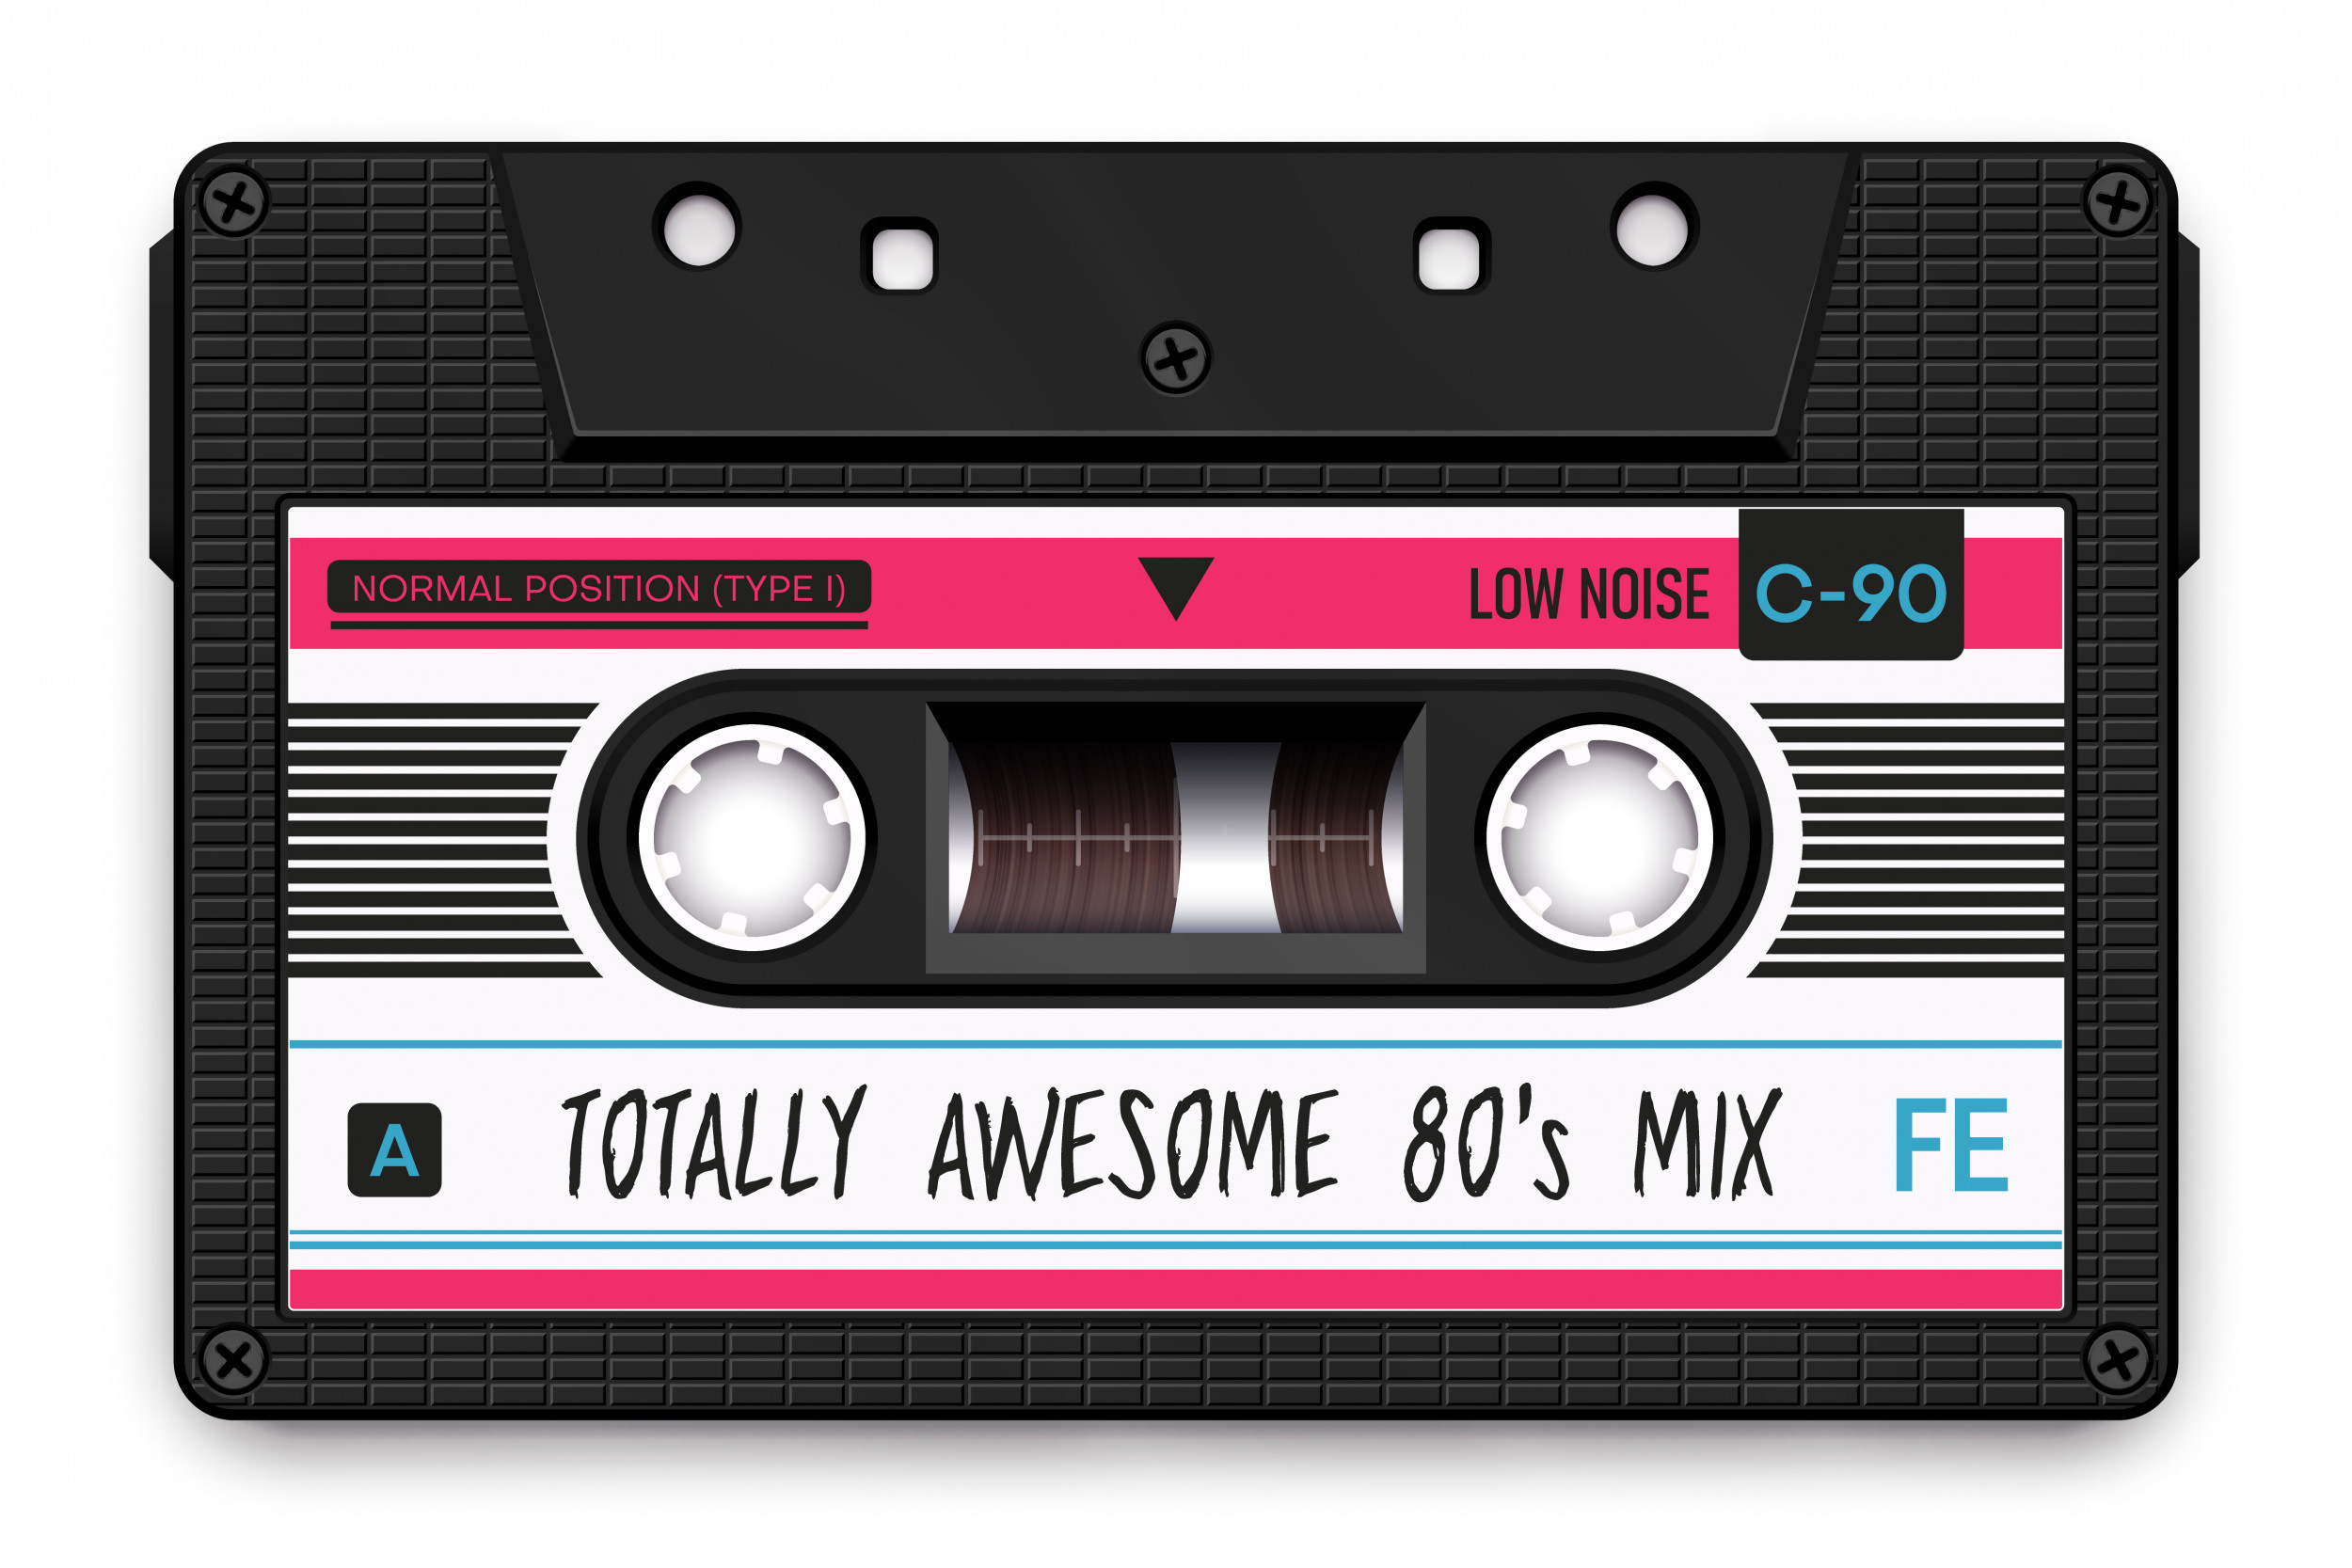 NORMAL POSITION (TYPE I)
LOW NOISE
C-90
A
TOTALLY AWESOME 80's MIX
FE